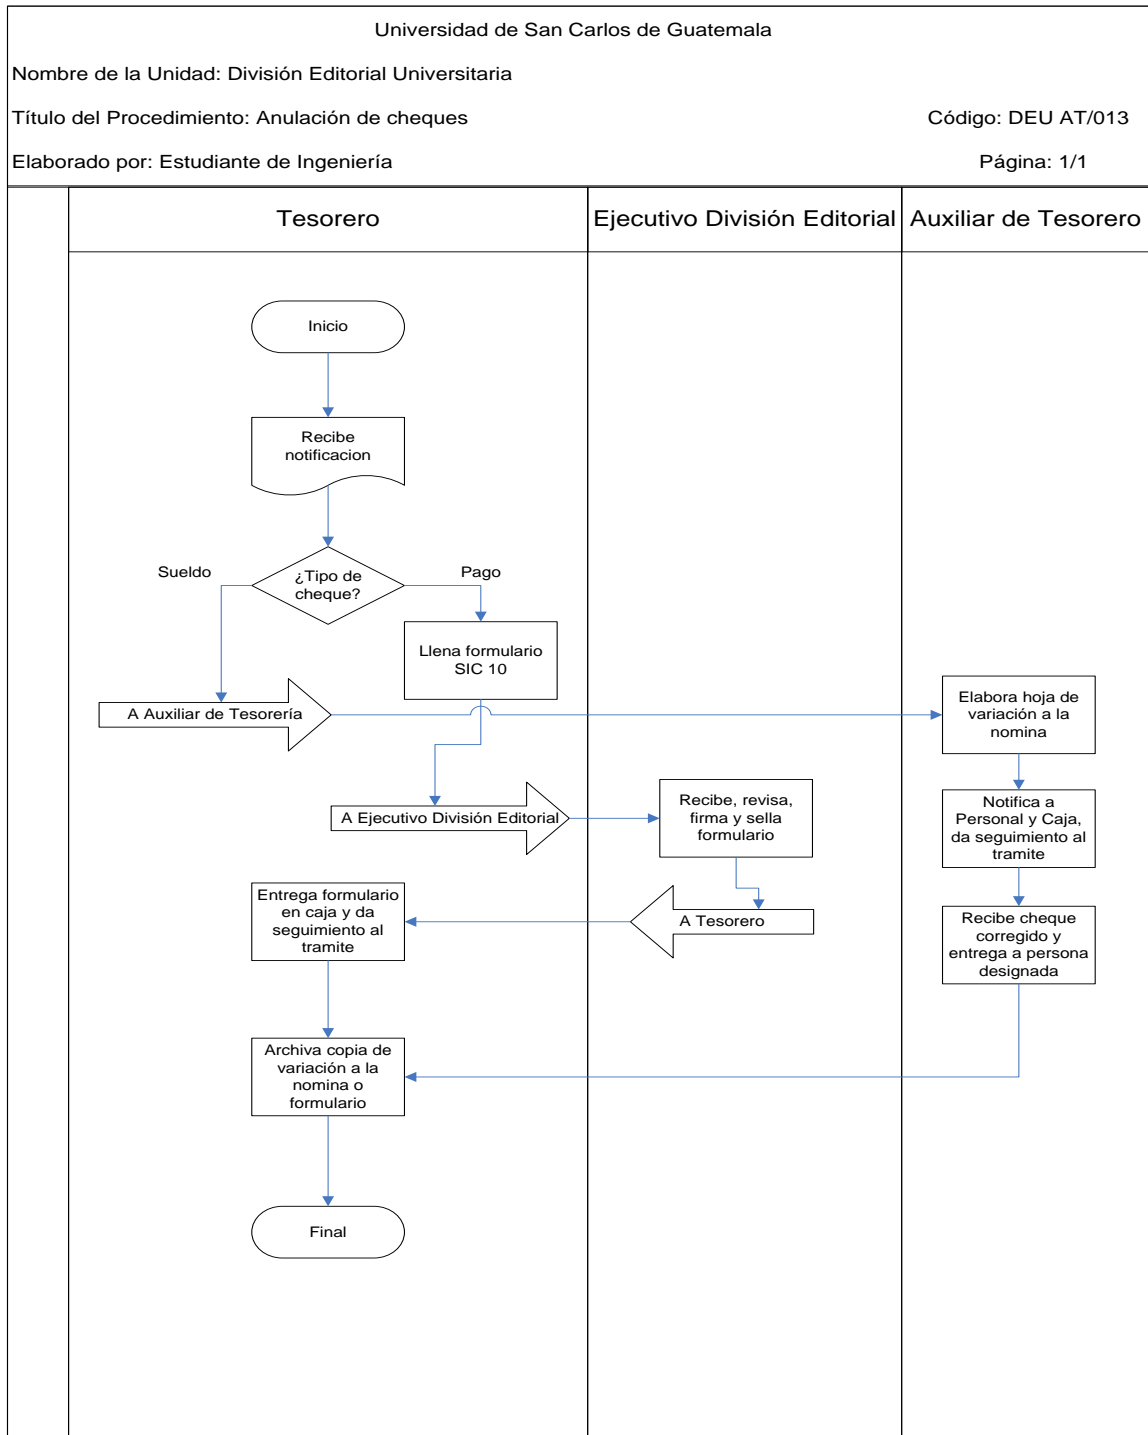 Universidad de San Carlos de Guatemala
Nombre de la Unidad: División Editorial Universitaria
Título del Procedimiento: Anulación de cheques
Código: DEU AT/013
Elaborado por: Estudiante de Ingeniería
Página: 1/1
Tesorero
Ejecutivo División Editorial
Auxiliar de Tesorero
Inicio
Recibe
notificacion
¿Tipo de
cheque?
Sueldo
Pago
Llena formulario
SIC 10
A Auxiliar de Tesorería
Elabora hoja de
variación a la
nomina
A Ejecutivo División Editorial
Recibe, revisa,
firma y sella
formulario
Notifica a
Personal y Caja,
da seguimiento al
tramite
Entrega formulario
en caja y da
seguimiento al
tramite
A Tesorero
Recibe cheque
corregido y
entrega a persona
designada
Archiva copia de
variación a la
nomina o
formulario
Final